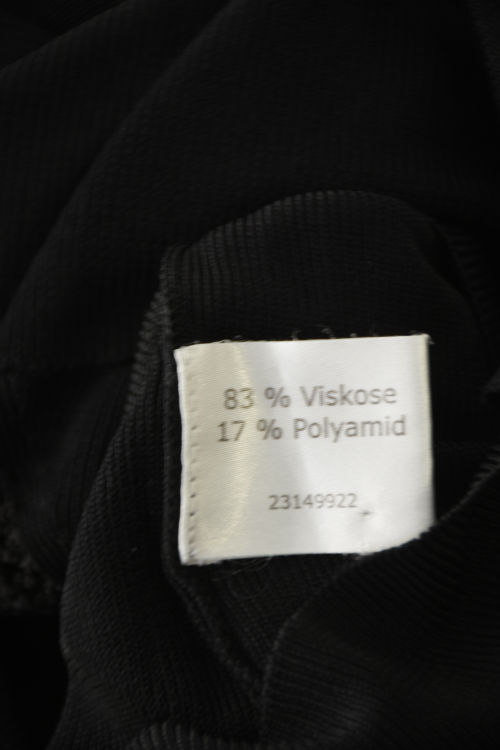 83 % Viskose
17 % Polyamid
23149922